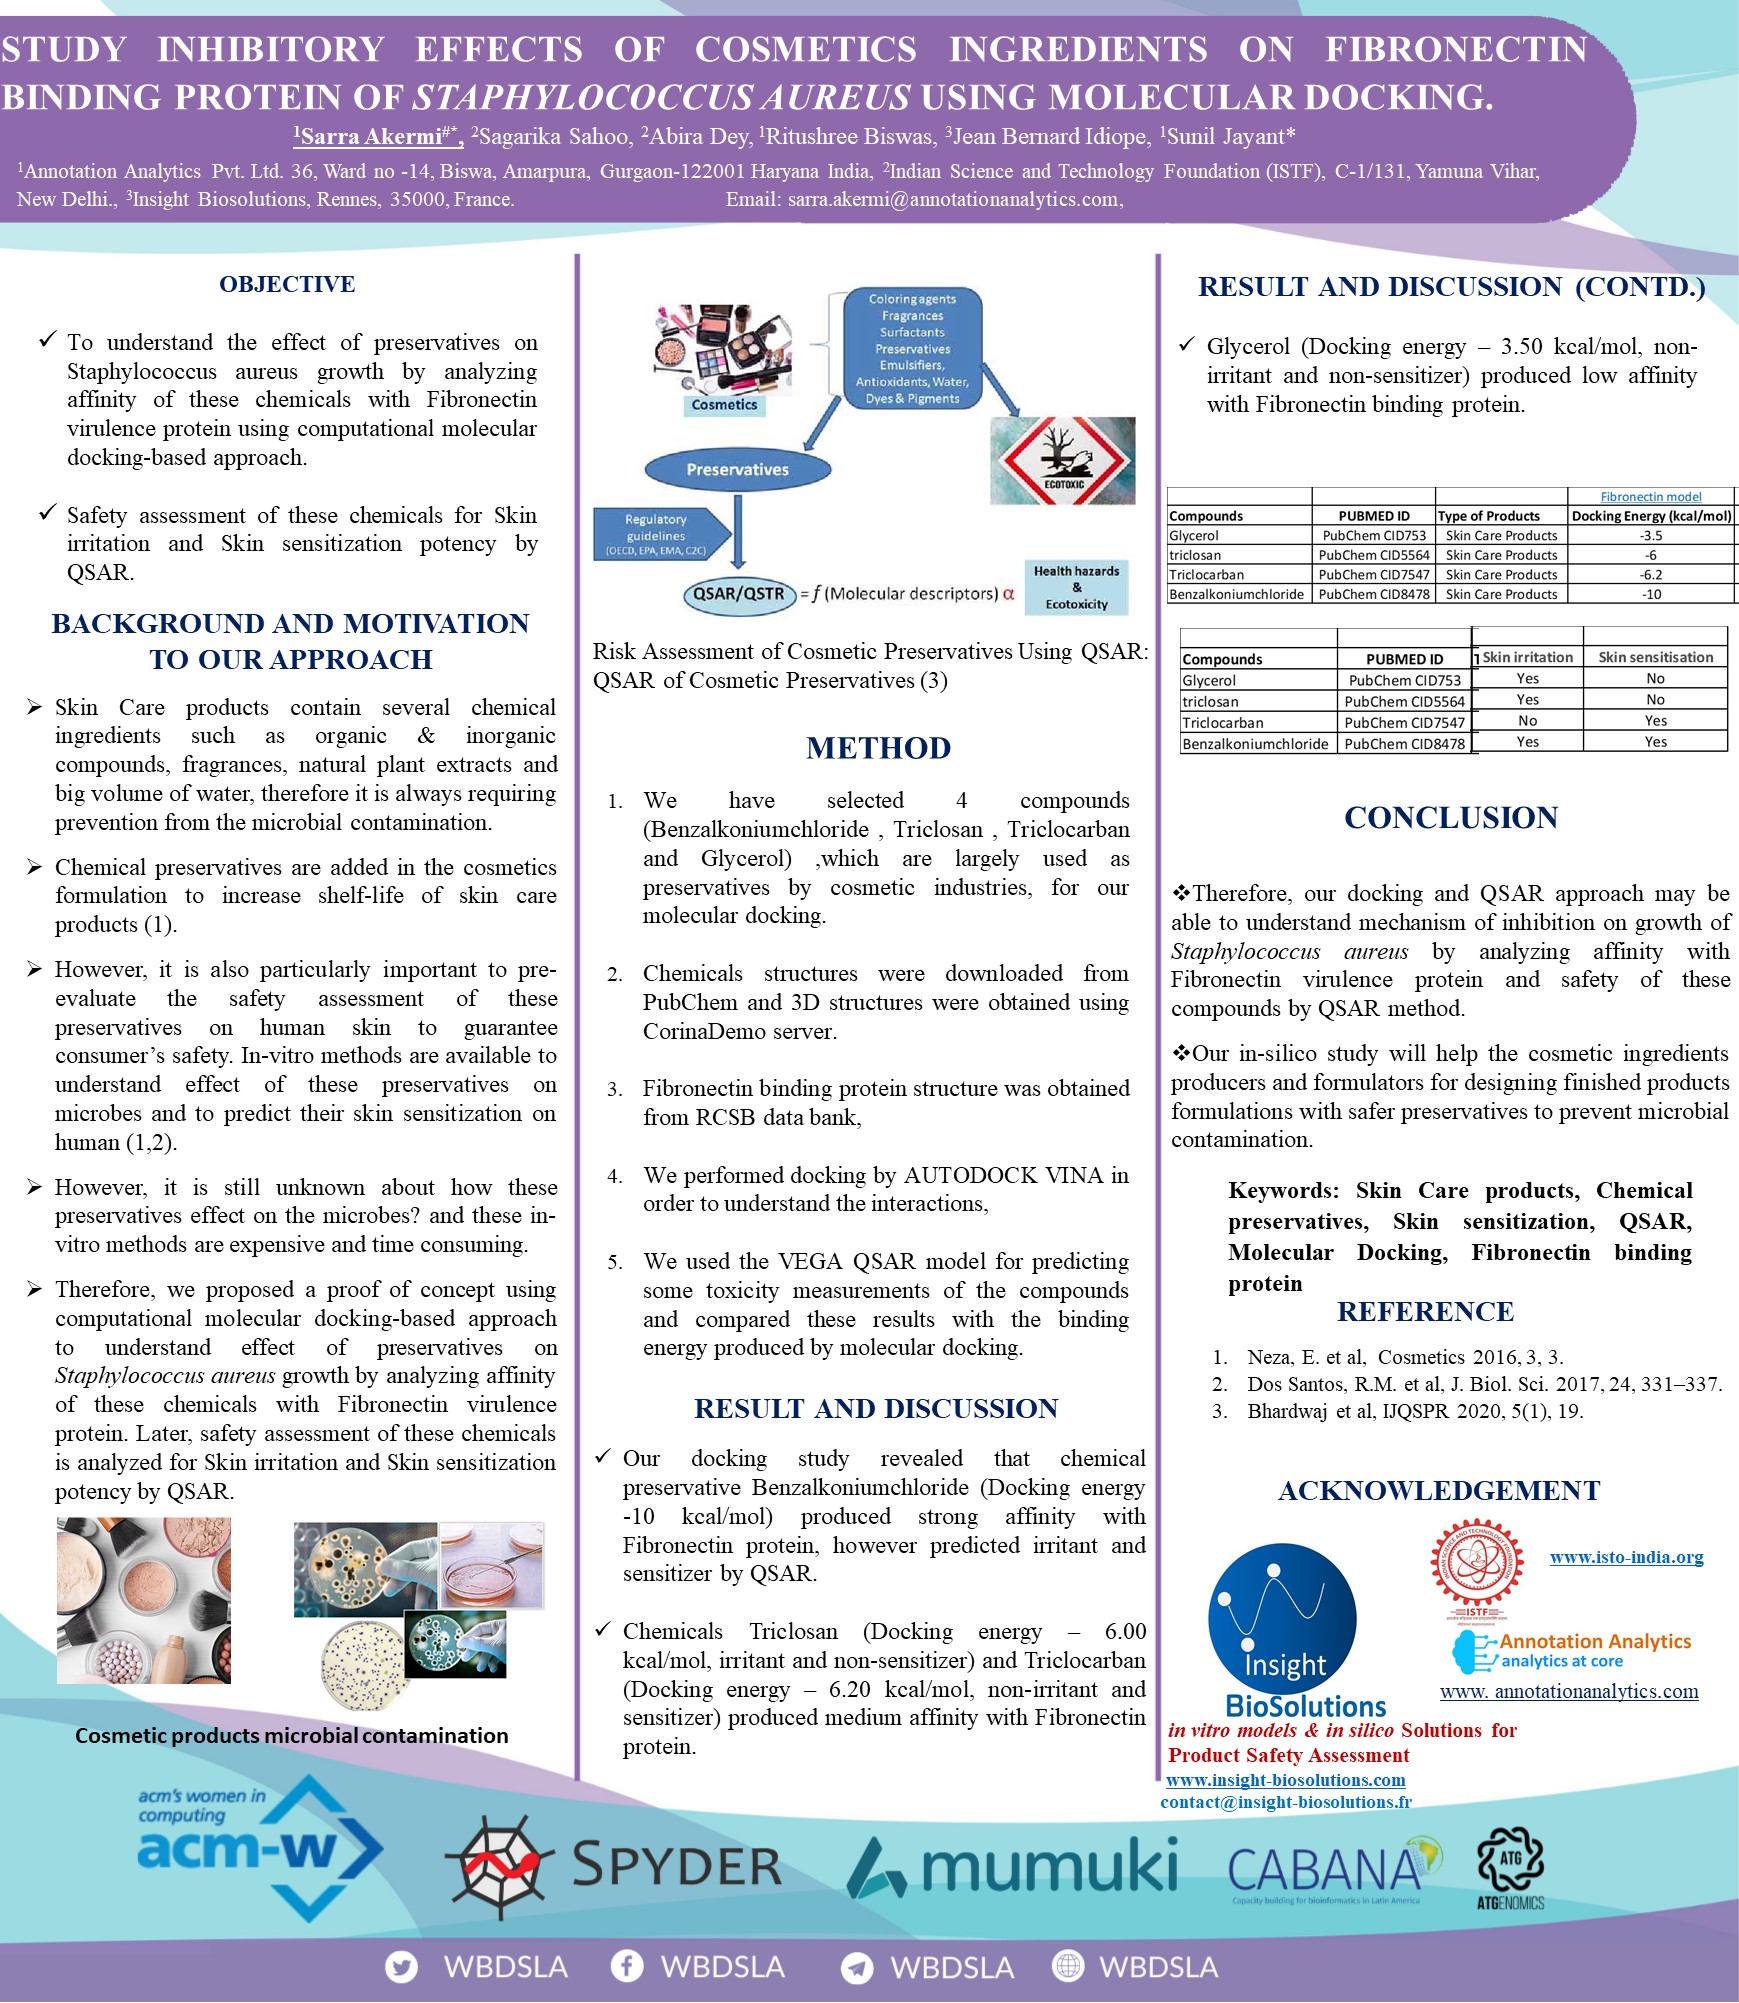 STUDY INHIBITORY EFFECTS OF COSMETICS INGREDIENTS ON FIBRONECTIN
BINDING PROTEIN OF STAPHYLOCOCCUS AUREUS USING MOLECULAR DOCKING.
¹Sarra Akermi#*, ²Sagarika Sahoo, ²Abira Dey, ¹Ritushree Biswas, ³Jean Bernard Idiope, ¹Sunil Jayant*
¹Annotation Analytics Pvt. Ltd. 36, Ward no -14, Biswa, Amarpura, Gurgaon-122001 Haryana India, ²Indian Science and Technology Foundation (ISTF), C-1/131, Yamuna Vihar,
New Delhi., ³Insight Biosolutions, Rennes, 35000, France. Email: sarra.akermi@annotationanalytics.com,
OBJECTIVE
✓ To understand the effect of preservatives on
Staphylococcus aureus growth by analyzing
affinity of these chemicals with Fibronectin
virulence protein using computational molecular
docking-based approach.
✓ Safety assessment of these chemicals for Skin
irritation and Skin sensitization potency by
QSAR.
BACKGROUND AND MOTIVATION
TO OUR APPROACH
➢ Skin Care products contain several chemical
ingredients such as organic & inorganic
compounds, fragrances, natural plant extracts and
big volume of water, therefore it is always requiring
prevention from the microbial contamination.
➢ Chemical preservatives are added in the cosmetics
formulation to increase shelf-life of skin care
products (1).
➢ However, it is also particularly important to pre-
evaluate the safety assessment of these
preservatives on human skin to guarantee
consumer's safety. In-vitro methods are available to
understand effect of these preservatives on
microbes and to predict their skin sensitization on
human (1,2).
➢ However, it is still unknown about how these
preservatives effect on the microbes? and these in-
vitro methods are expensive and time consuming.
➢ Therefore, we proposed a proof of concept using
computational molecular docking-based approach
to understand effect of preservatives on
Staphylococcus aureus growth by analyzing affinity
of these chemicals with Fibronectin virulence
protein. Later, safety assessment of these chemicals
is analyzed for Skin irritation and Skin sensitization
potency by QSAR.
Cosmetic products microbial contamination
Coloring agents
Fragrances
Surfactants
Preservatives
Emulsifiers,
Antioxidants, Water,
Dyes & Pigments
Cosmetics
Preservatives
ECOTOXIC
Regulatory
guidelines
(OECD, EPA, EMA, C2C)
QSAR/QSTR = f (Molecular descriptors) α
Health hazards
&
Ecotoxicity
Risk Assessment of Cosmetic Preservatives Using QSAR:
QSAR of Cosmetic Preservatives (3)
METHOD
1. We have selected 4 compounds
(Benzalkoniumchloride , Triclosan , Triclocarban
and Glycerol) ,which are largely used as
preservatives by cosmetic industries, for our
molecular docking.
2. Chemicals structures were downloaded from
PubChem and 3D structures were obtained using
CorinaDemo server.
3. Fibronectin binding protein structure was obtained
from RCSB data bank,
4. We performed docking by AUTODOCK VINA in
order to understand the interactions,
5. We used the VEGA QSAR model for predicting
some toxicity measurements of the compounds
and compared these results with the binding
energy produced by molecular docking.
RESULT AND DISCUSSION
✓ Our docking study revealed that chemical
preservative Benzalkoniumchloride (Docking energy
-10 kcal/mol) produced strong affinity with
Fibronectin protein, however predicted irritant and
sensitizer by QSAR.
✓ Chemicals Triclosan (Docking energy – 6.00
kcal/mol, irritant and non-sensitizer) and Triclocarban
(Docking energy – 6.20 kcal/mol, non-irritant and
sensitizer) produced medium affinity with Fibronectin
protein.
RESULT AND DISCUSSION (CONTD.)
✓ Glycerol (Docking energy – 3.50 kcal/mol, non-
irritant and non-sensitizer) produced low affinity
with Fibronectin binding protein.
Fibronectin model
Compounds PUBMED ID Type of Products Docking Energy (kcal/mol)
Glycerol PubChem CID753 Skin Care Products -3.5
triclosan PubChem CID5564 Skin Care Products -6
Triclocarban PubChem CID7547 Skin Care Products -6.2
Benzalkoniumchloride PubChem CID8478 Skin Care Products -10
Compounds PUBMED ID Skin irritation Skin sensitisation
Glycerol PubChem CID753 Yes No
triclosan PubChem CID5564 Yes No
Triclocarban PubChem CID7547 No Yes
Benzalkoniumchloride PubChem CID8478 Yes Yes
CONCLUSION
❖Therefore, our docking and QSAR approach may be
able to understand mechanism of inhibition on growth of
Staphylococcus aureus by analyzing affinity with
Fibronectin virulence protein and safety of these
compounds by QSAR method.
❖Our in-silico study will help the cosmetic ingredients
producers and formulators for designing finished products
formulations with safer preservatives to prevent microbial
contamination.
Keywords: Skin Care products, Chemical
preservatives, Skin sensitization, QSAR,
Molecular Docking, Fibronectin binding
protein
REFERENCE
1. Neza, E. et al, Cosmetics 2016, 3, 3.
2. Dos Santos, R.M. et al, J. Biol. Sci. 2017, 24, 331–337.
3. Bhardwaj et al, IJQSPR 2020, 5(1), 19.
ACKNOWLEDGEMENT
Insight
BioSolutions
in vitro models & in silico Solutions for
Product Safety Assessment
www.insight-biosolutions.com
contact@insight-biosolutions.fr
INDIAN SCIENCE AND TECHNOLOGY FOUNDATION
ISTF
www.isto-india.org
Annotation Analytics
analytics at core
www. annotationanalytics.com
acm's women in
computing
acm-w
SPYDER
mumuki
CABANA
Capacity building for bioinformatics in Latin America
ATG
ATGENOMICS
WBDSLA
WBDSLA
WBDSLA
WBDSLA